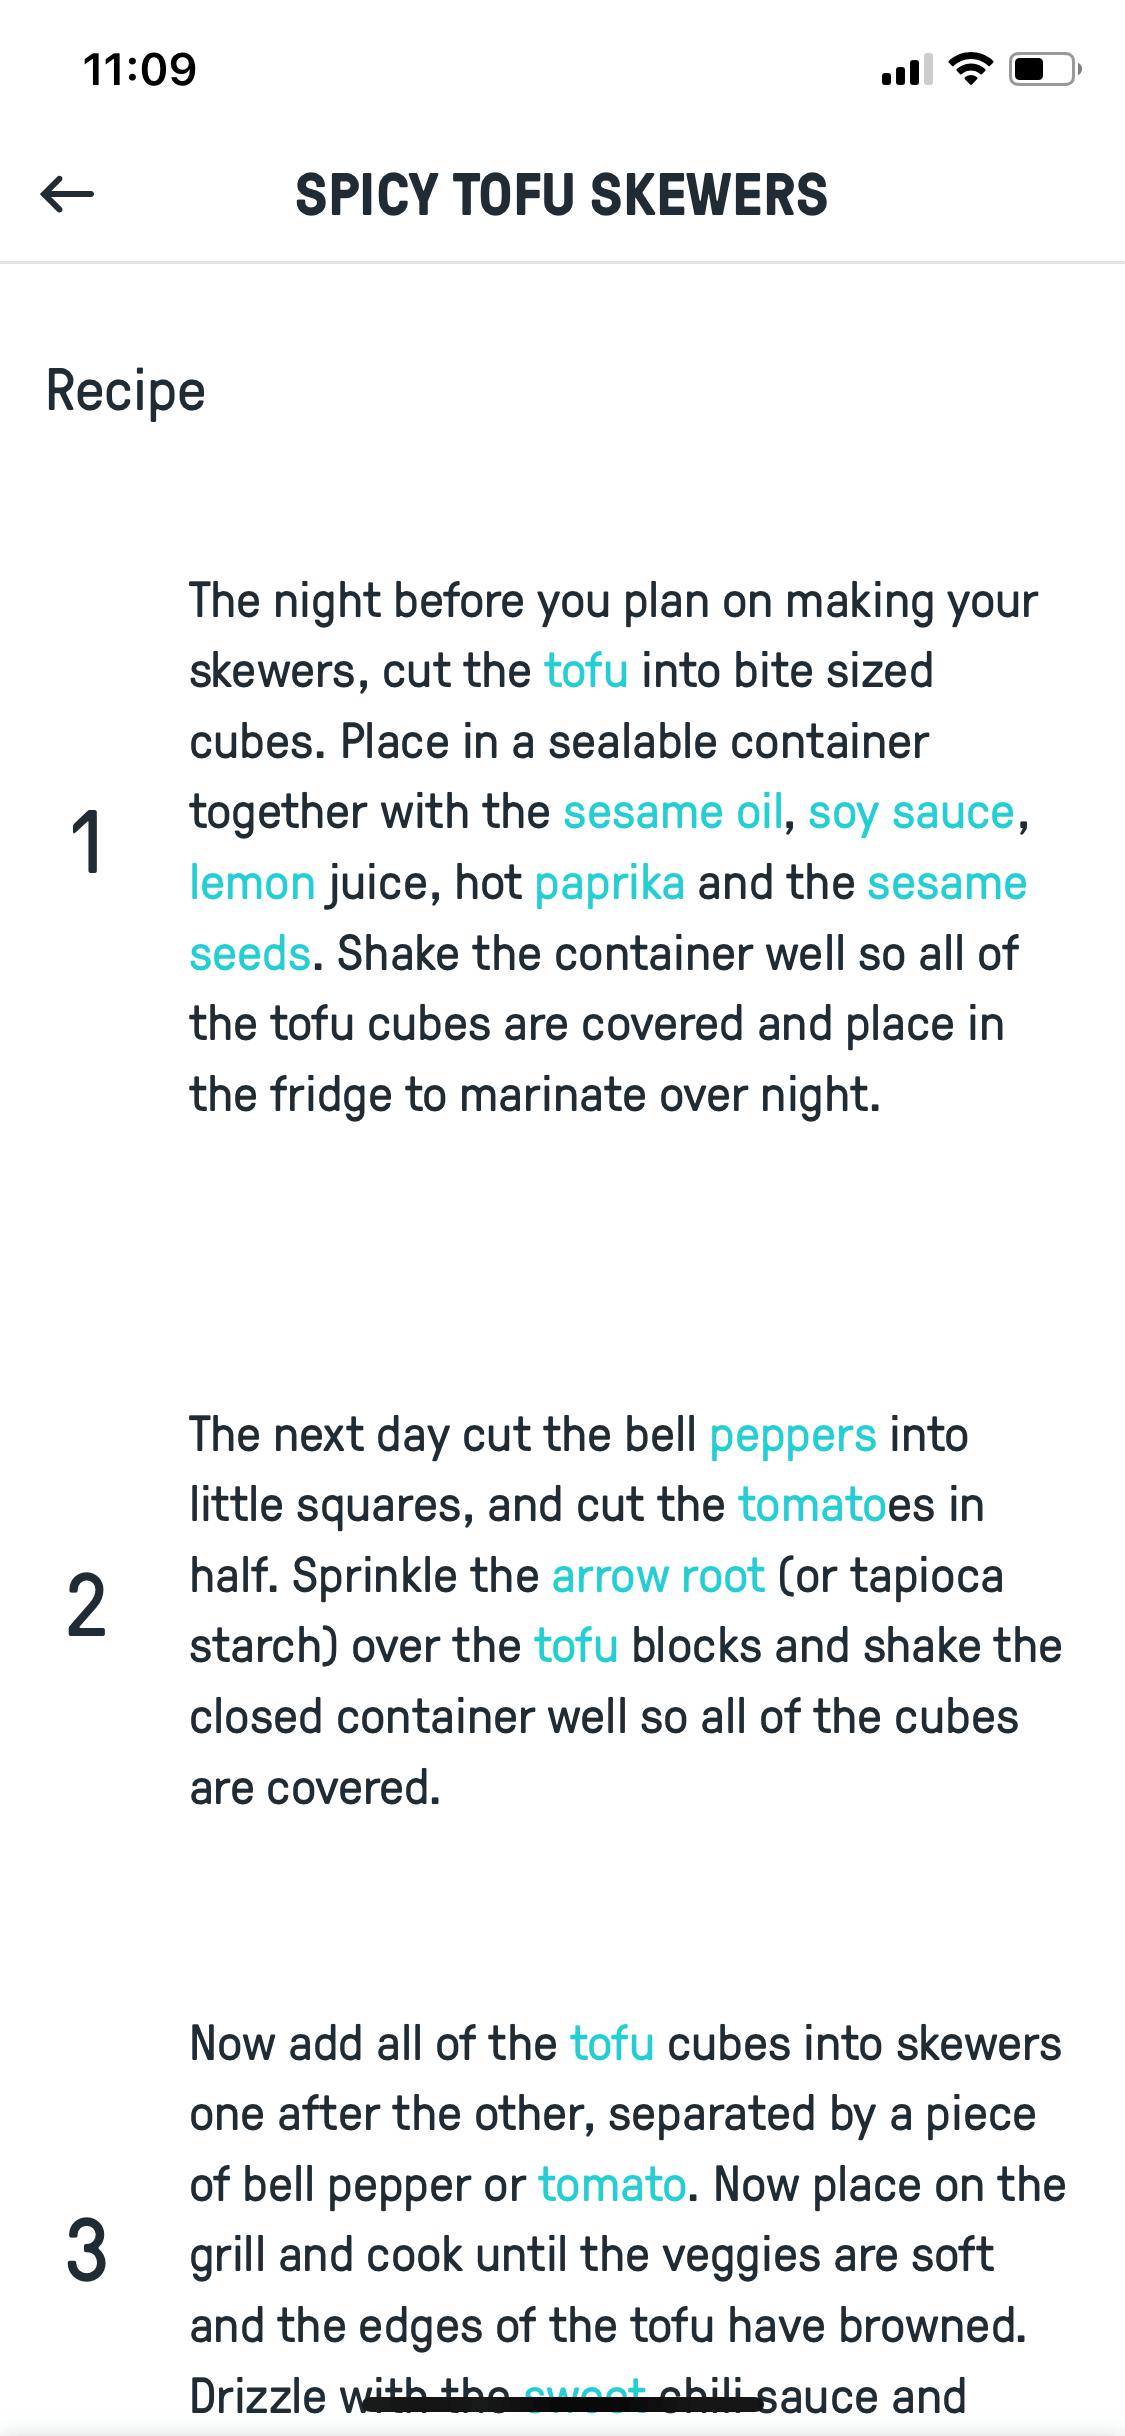 11:09
SPICY TOFU SKEWERS
Recipe
1
The night before you plan on making your
skewers, cut the tofu into bite sized
cubes. Place in a sealable container
together with the sesame oil, soy sauce,
lemon juice, hot paprika and the sesame
seeds. Shake the container well so all of
the tofu cubes are covered and place in
the fridge to marinate over night.
2
The next day cut the bell peppers into
little squares, and cut the tomatoes in
half. Sprinkle the arrow root (or tapioca
starch) over the tofu blocks and shake the
closed container well so all of the cubes
are covered.
3
Now add all of the tofu cubes into skewers
one after the other, separated by a piece
of bell pepper or tomato. Now place on the
grill and cook until the veggies are soft
and the edges of the tofu have browned.
Drizzle with the sweet chili sauce and